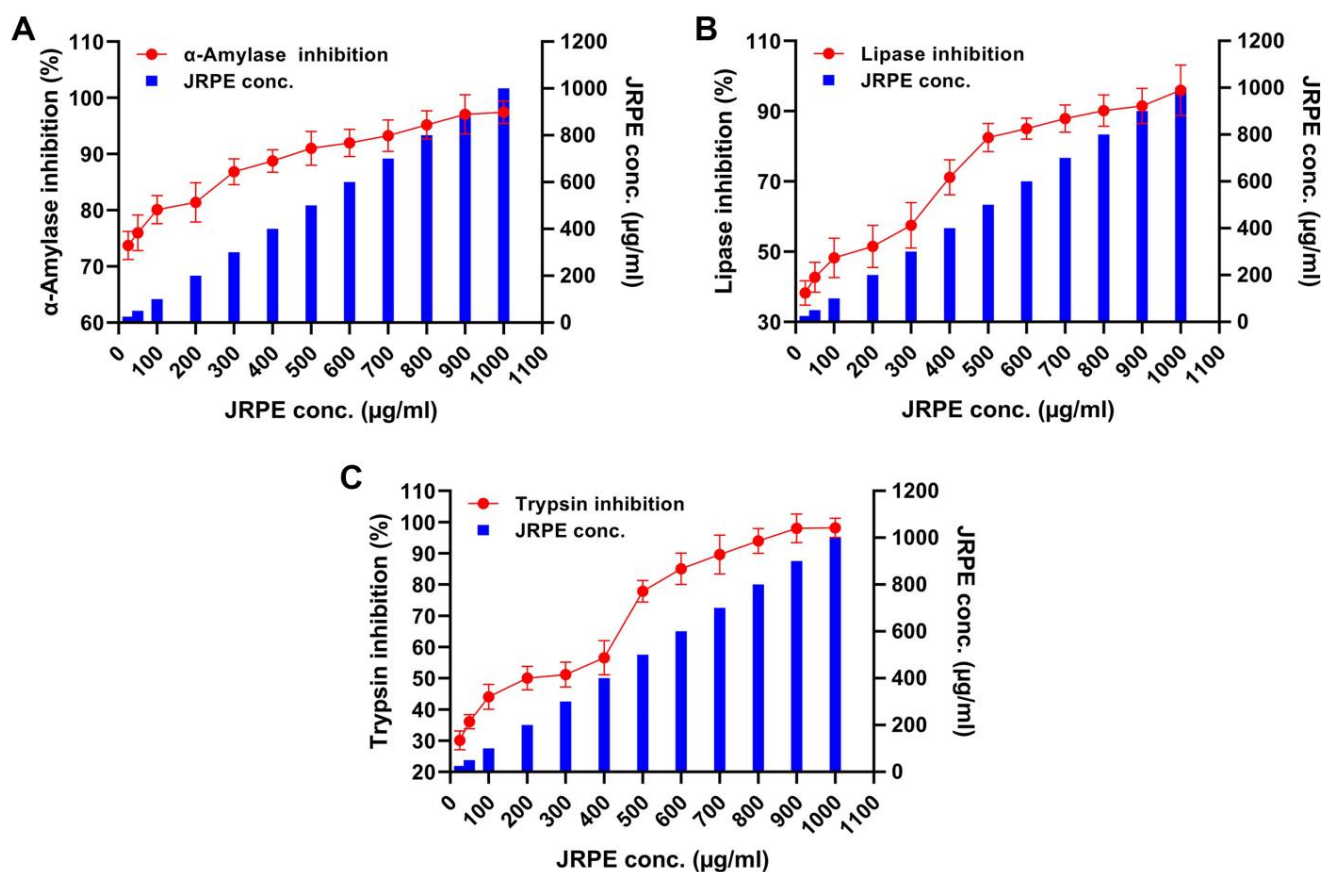 A
α-Amylase inhibition (%)
110
100
90
80
70
60
α-Amylase inhibition
JRPE conc.
1200
1000
800
600
400
200
0
JRPE conc. (µg/ml)
0 100 200 300 400 500 600 700 800 900 1000 1100
JRPE conc. (µg/ml)
B
Lipase inhibition (%)
110
90
70
50
30
Lipase inhibition
JRPE conc.
1200
1000
800
600
400
200
0
JRPE conc. (µg/ml)
0 100 200 300 400 500 600 700 800 900 1000 1100
JRPE conc. (µg/ml)
C
Trypsin inhibition (%)
110
100
90
80
70
60
50
40
30
20
Trypsin inhibition
JRPE conc.
1200
1000
800
600
400
200
0
JRPE conc. (µg/ml)
0 100 200 300 400 500 600 700 800 900 1000 1100
JRPE conc. (µg/ml)